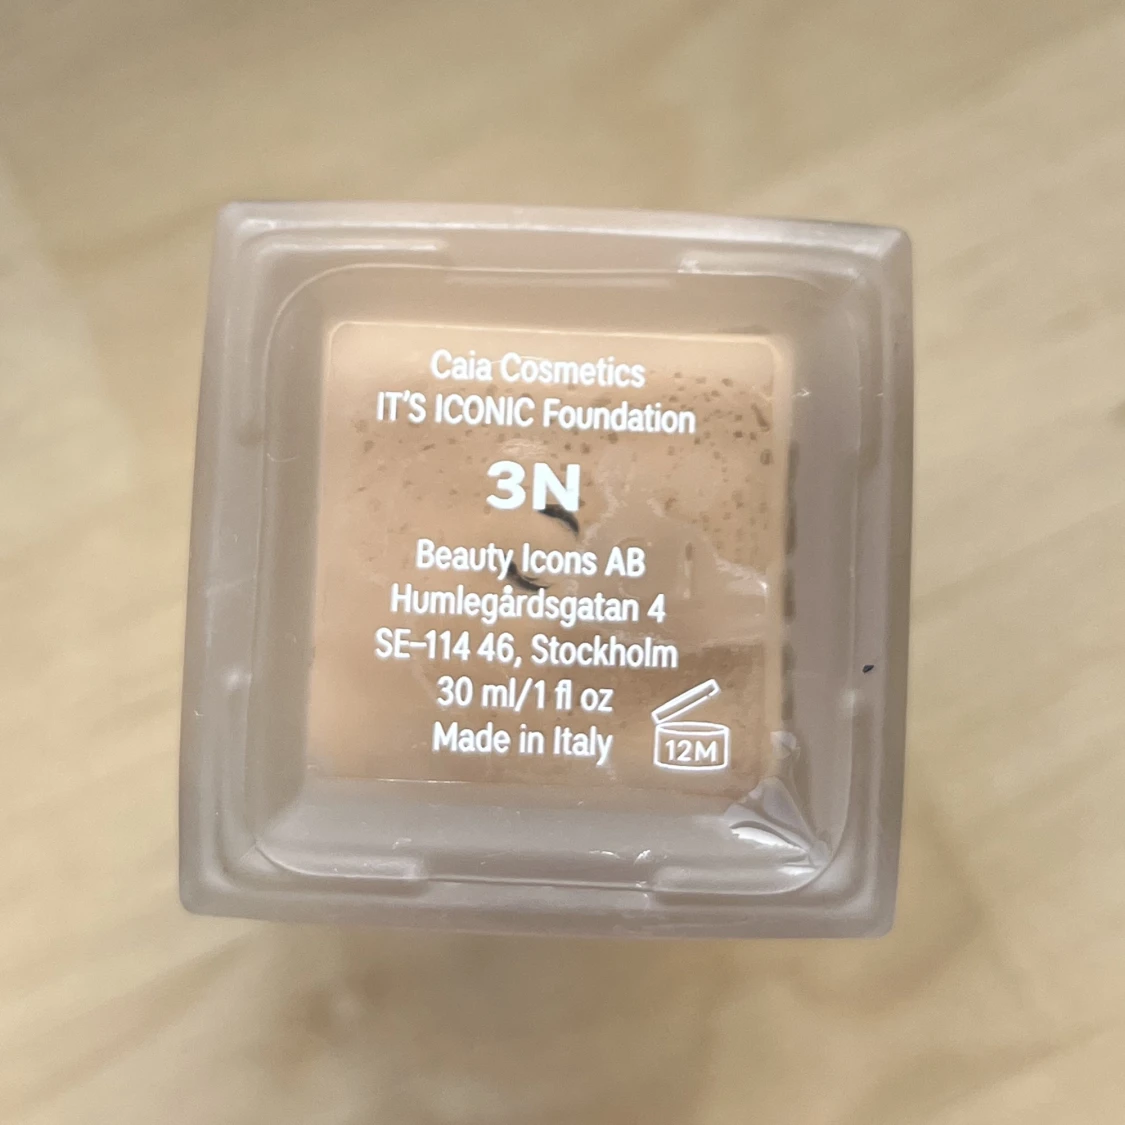 Caia Cosmetics
IT'S ICONIC Foundation
3N
Beauty Icons AB
Humlegårdsgatan 4
SE-114 46, Stockholm
30 ml/1 fl oz
Made in Italy
12M